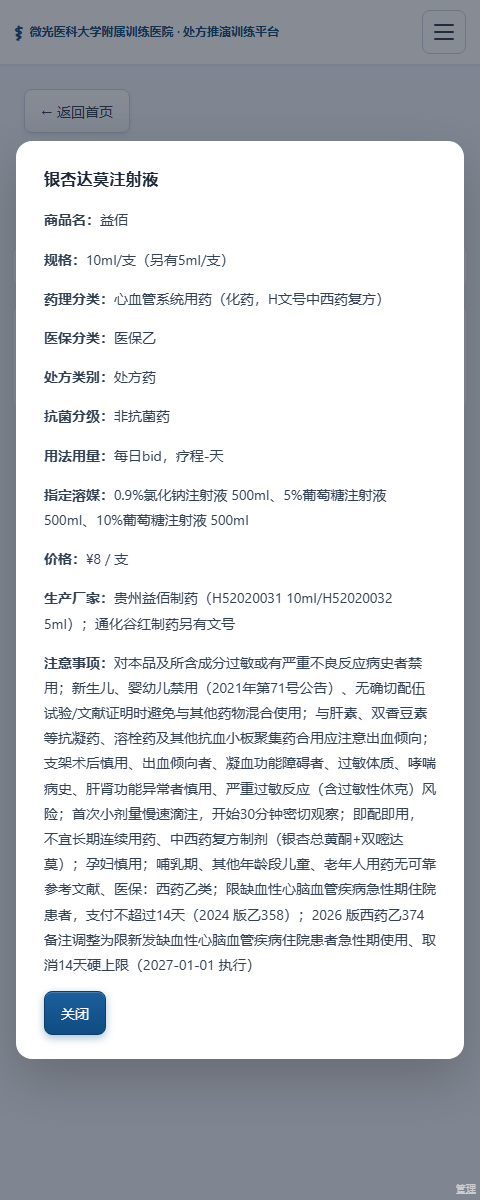 微光医科大学附属训练医院 · 处方推演训练平台
← 返回首页
银杏达莫注射液
商品名：益佰
规格：10ml/支（另有5ml/支）
药理分类：心血管系统用药（化药，H文号中西药复方）
医保分类：医保乙
处方类别：处方药
抗菌分级：非抗菌药
用法用量：每日bid，疗程-天
指定溶媒：0.9%氯化钠注射液 500ml、5%葡萄糖注射液
500ml、10%葡萄糖注射液 500ml
价格：¥8 / 支
生产厂家：贵州益佰制药（H52020031 10ml/H52020032
5ml）；通化谷红制药另有文号
注意事项：对本品及所含成分过敏或有严重不良反应病史者禁
用；新生儿、婴幼儿禁用（2021年第71号公告）、无确切配伍
试验/文献证明时避免与其他药物混合使用；与肝素、双香豆素
等抗凝药、溶栓药及其他抗血小板聚集药合用应注意出血倾向；
支架术后慎用、出血倾向者、凝血功能障碍者、过敏体质、哮喘
病史、肝肾功能异常者慎用、严重过敏反应（含过敏性休克）风
险；首次小剂量慢速滴注，开始30分钟密切观察；即配即用，
不宜长期连续用药、中西药复方制剂（银杏总黄酮+双嘧达
莫）；孕妇慎用；哺乳期、其他年龄段儿童、老年人用药无可靠
参考文献、医保：西药乙类；限缺血性心脑血管疾病急性期住院
患者，支付不超过14天（2024 版乙358）；2026 版西药乙374
备注调整为限新发缺血性心脑血管疾病住院患者急性期使用、取
消14天硬上限（2027-01-01 执行）
关闭
管理